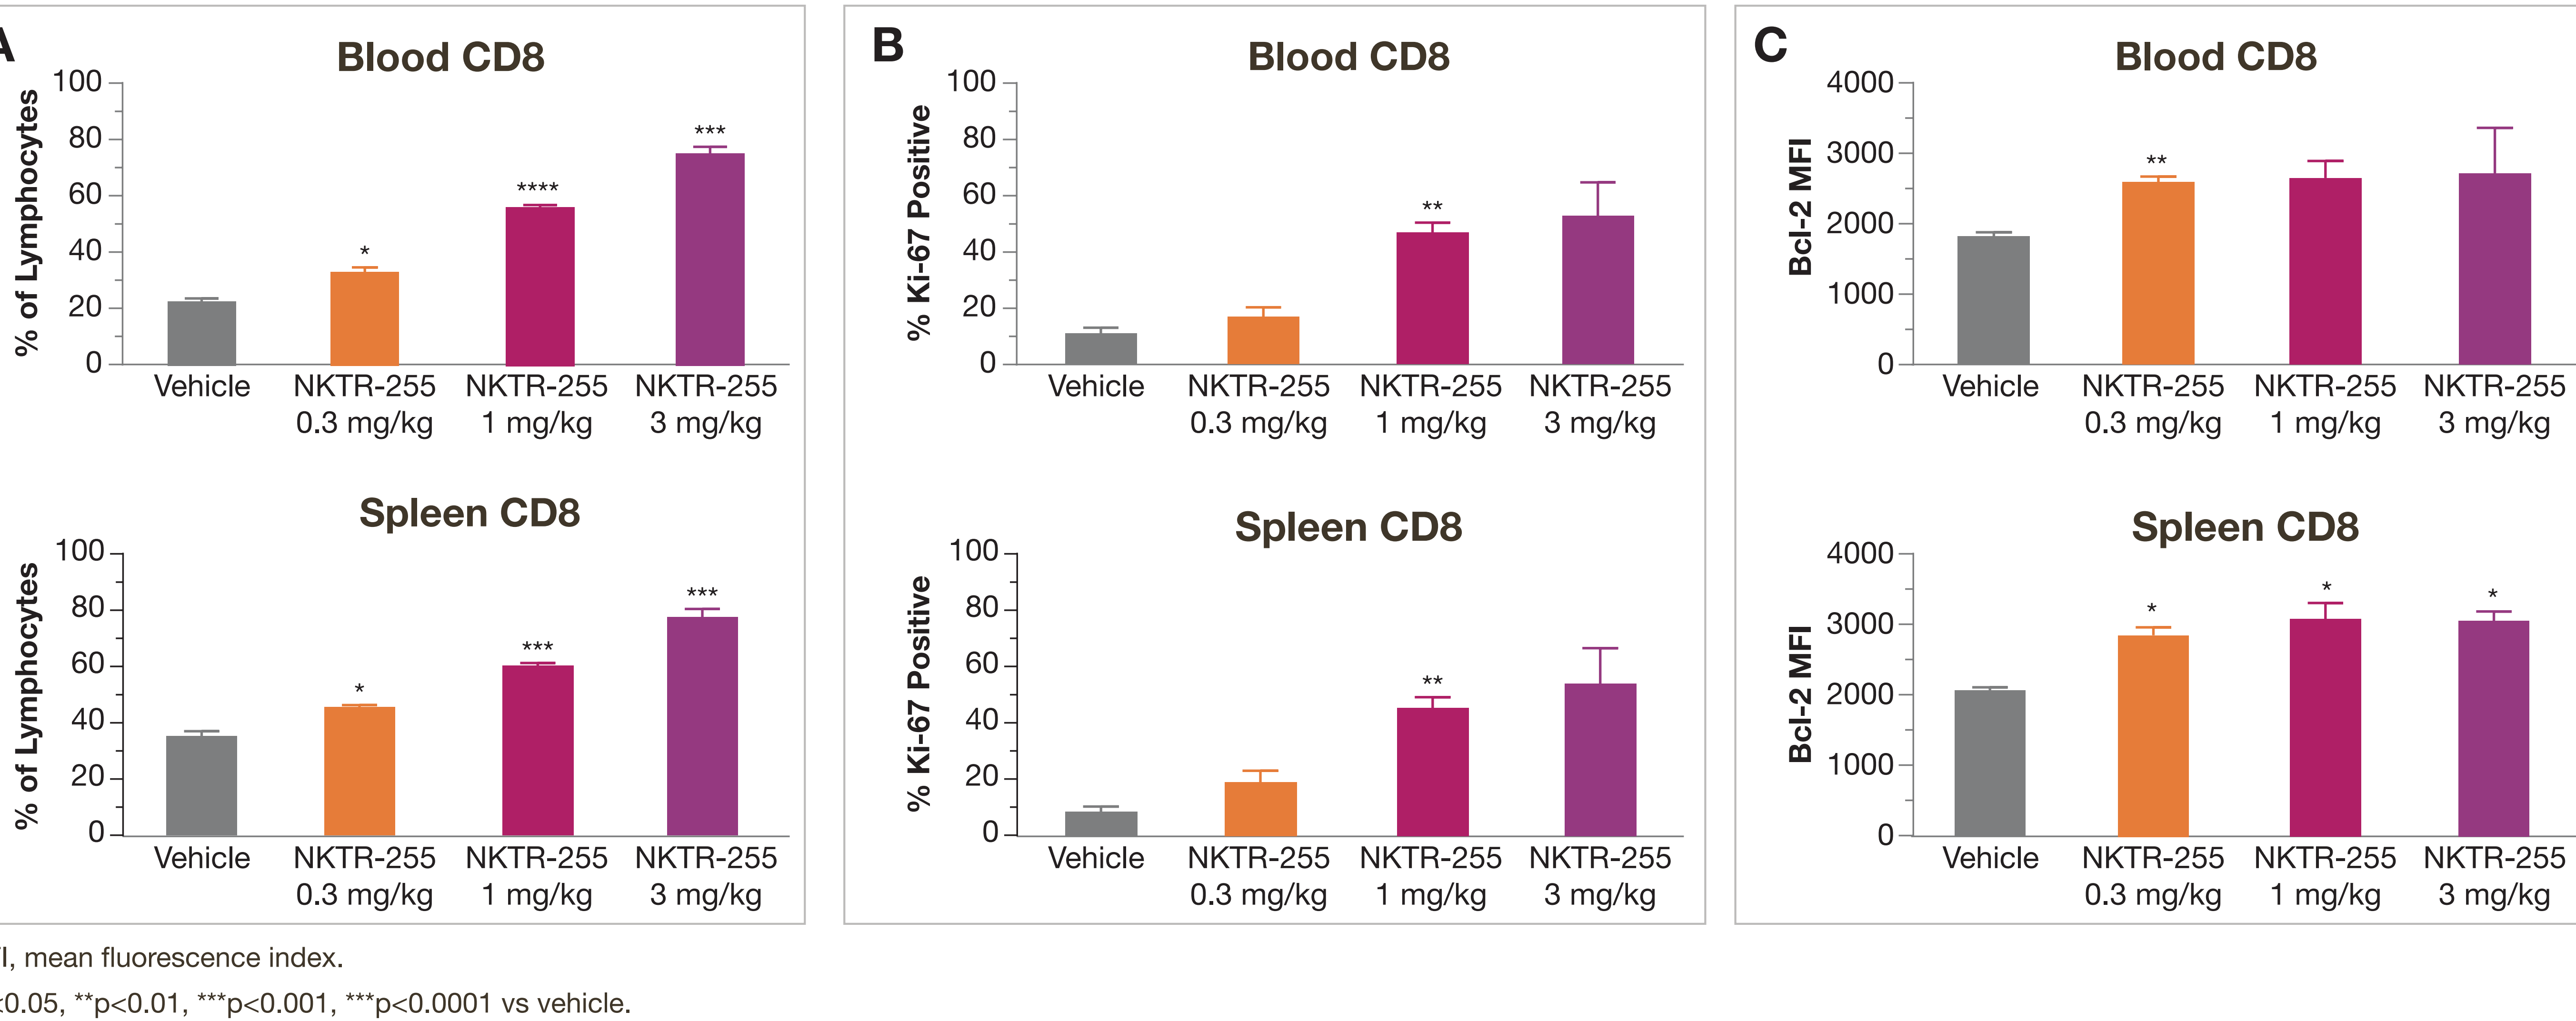 A
Blood CD8
% of Lymphocytes
100
80
60
40
20
0
*
****
***
Vehicle
NKTR-255
0.3 mg/kg
NKTR-255
1 mg/kg
NKTR-255
3 mg/kg
Spleen CD8
% of Lymphocytes
100
80
60
40
20
0
*
***
***
Vehicle
NKTR-255
0.3 mg/kg
NKTR-255
1 mg/kg
NKTR-255
3 mg/kg
B
Blood CD8
% Ki-67 Positive
100
80
60
40
20
0
**
Vehicle
NKTR-255
0.3 mg/kg
NKTR-255
1 mg/kg
NKTR-255
3 mg/kg
Spleen CD8
% Ki-67 Positive
100
80
60
40
20
0
**
Vehicle
NKTR-255
0.3 mg/kg
NKTR-255
1 mg/kg
NKTR-255
3 mg/kg
C
Blood CD8
Bcl-2 MFI
4000
3000
2000
1000
0
**
Vehicle
NKTR-255
0.3 mg/kg
NKTR-255
1 mg/kg
NKTR-255
3 mg/kg
Spleen CD8
Bcl-2 MFI
4000
3000
2000
1000
0
*
*
*
Vehicle
NKTR-255
0.3 mg/kg
NKTR-255
1 mg/kg
NKTR-255
3 mg/kg
I, mean fluorescence index.
<0.05, **p<0.01, ***p<0.001, ***p<0.0001 vs vehicle.